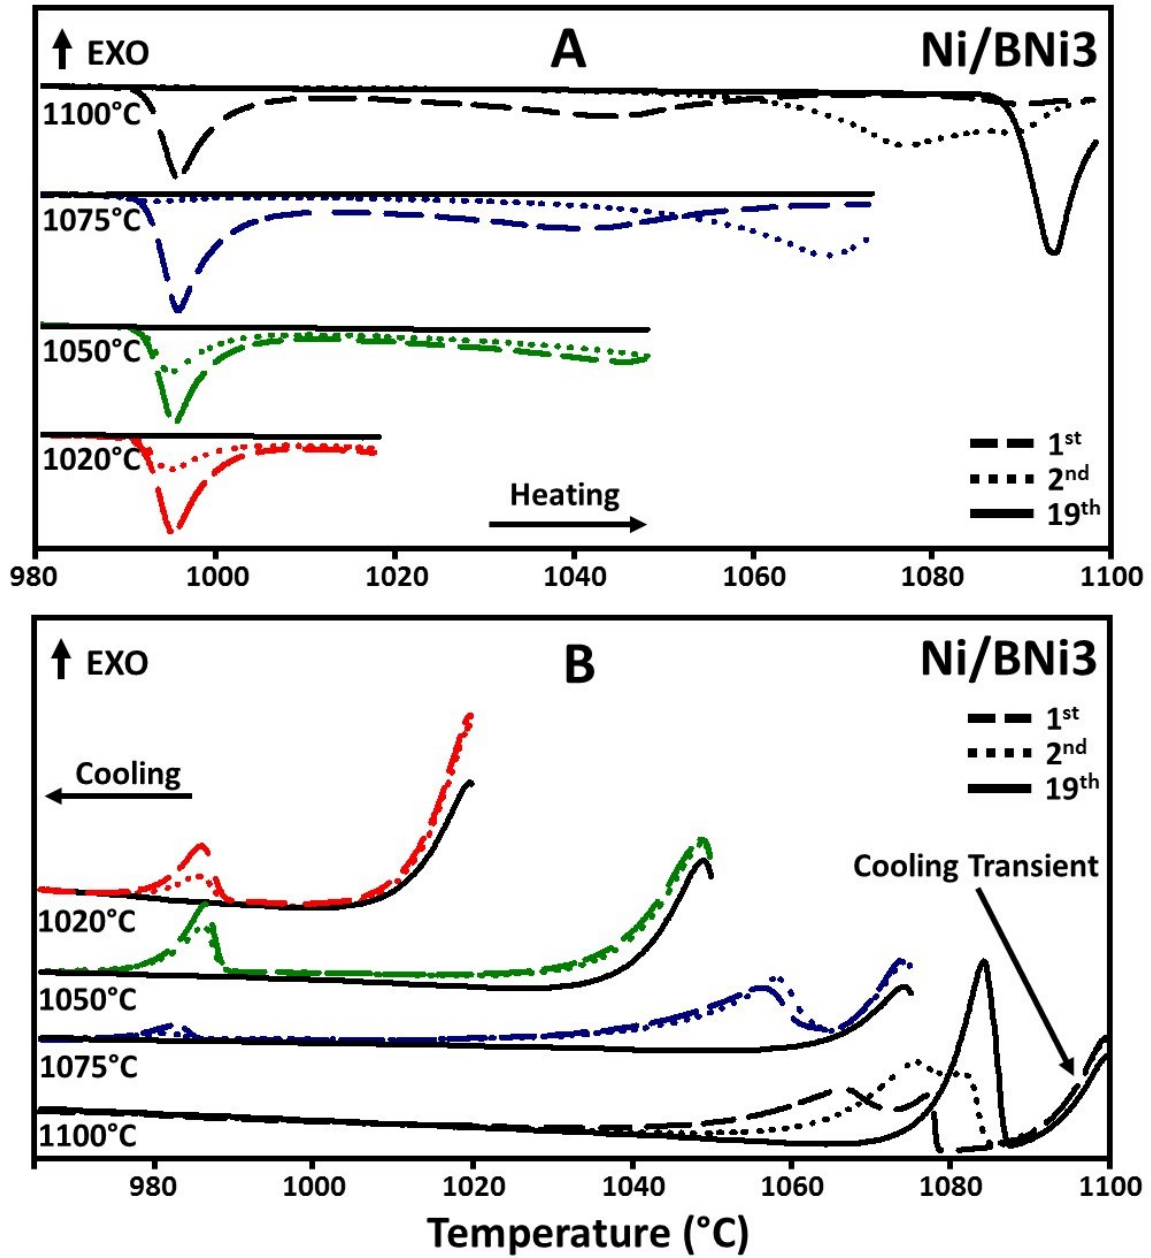 EXO
A
Ni/BNi3
1100°C
1075°C
1050°C
1020°C
1st
2nd
19th
Heating
980 1000 1020 1040 1060 1080 1100
EXO
B
Ni/BNi3
1st
2nd
19th
Cooling
Cooling Transient
1020°C
1050°C
1075°C
1100°C
980 1000 1020 1040 1060 1080 1100
Temperature (°C)